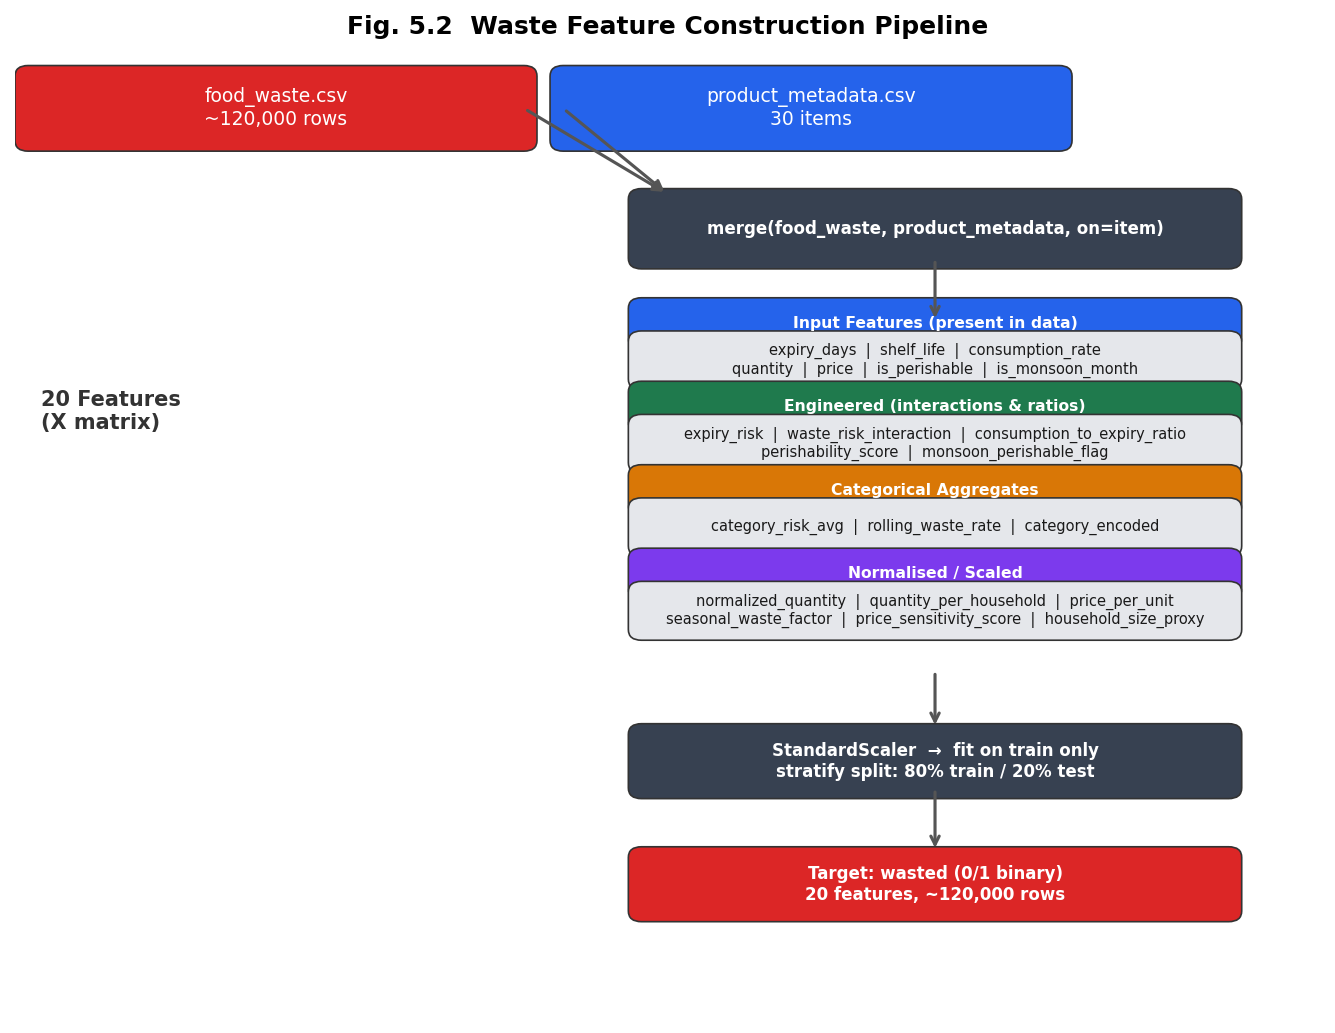 Fig. 5.2  Waste Feature Construction Pipeline
food_waste.csv
~120,000 rows
product_metadata.csv
30 items
merge(food_waste, product_metadata, on=item)
Input Features (present in data)
expiry_days  |  shelf_life  |  consumption_rate
quantity  |  price  |  is_perishable  |  is_monsoon_month
20 Features
(X matrix)
Engineered (interactions & ratios)
expiry_risk  |  waste_risk_interaction  |  consumption_to_expiry_ratio
perishability_score  |  monsoon_perishable_flag
Categorical Aggregates
category_risk_avg  |  rolling_waste_rate  |  category_encoded
Normalised / Scaled
normalized_quantity  |  quantity_per_household  |  price_per_unit
seasonal_waste_factor  |  price_sensitivity_score  |  household_size_proxy
StandardScaler  →  fit on train only
stratify split: 80% train / 20% test
Target: wasted (0/1 binary)
20 features, ~120,000 rows